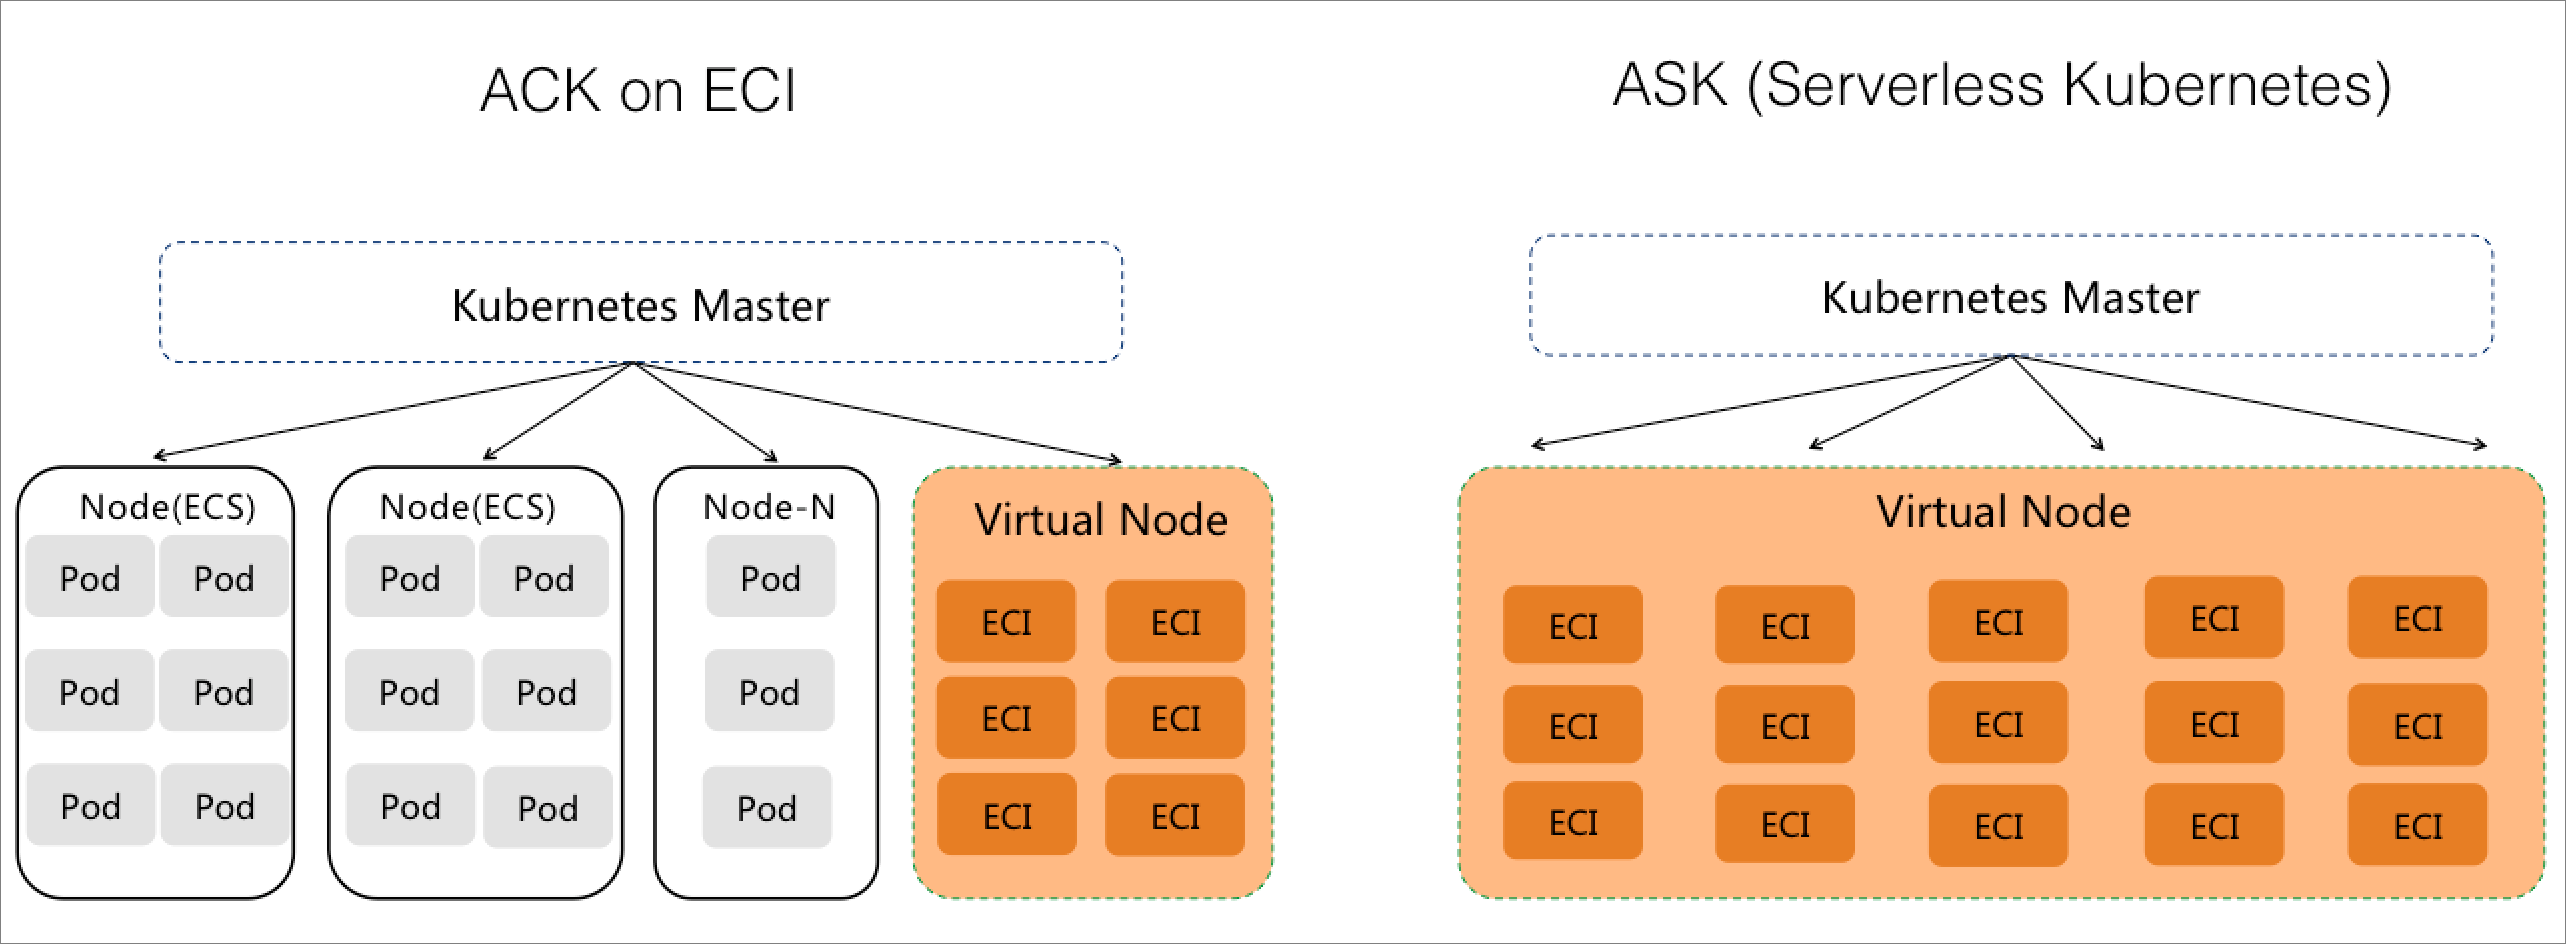 ACK on ECI
Kubernetes Master
Node(ECS)
Pod Pod
Pod Pod
Pod Pod
Node(ECS)
Pod Pod
Pod Pod
Pod Pod
Node-N
Pod
Pod
Pod
Virtual Node
ECI ECI
ECI ECI
ECI ECI
ASK (Serverless Kubernetes)
Kubernetes Master
Virtual Node
ECI ECI ECI ECI ECI
ECI ECI ECI ECI ECI
ECI ECI ECI ECI ECI